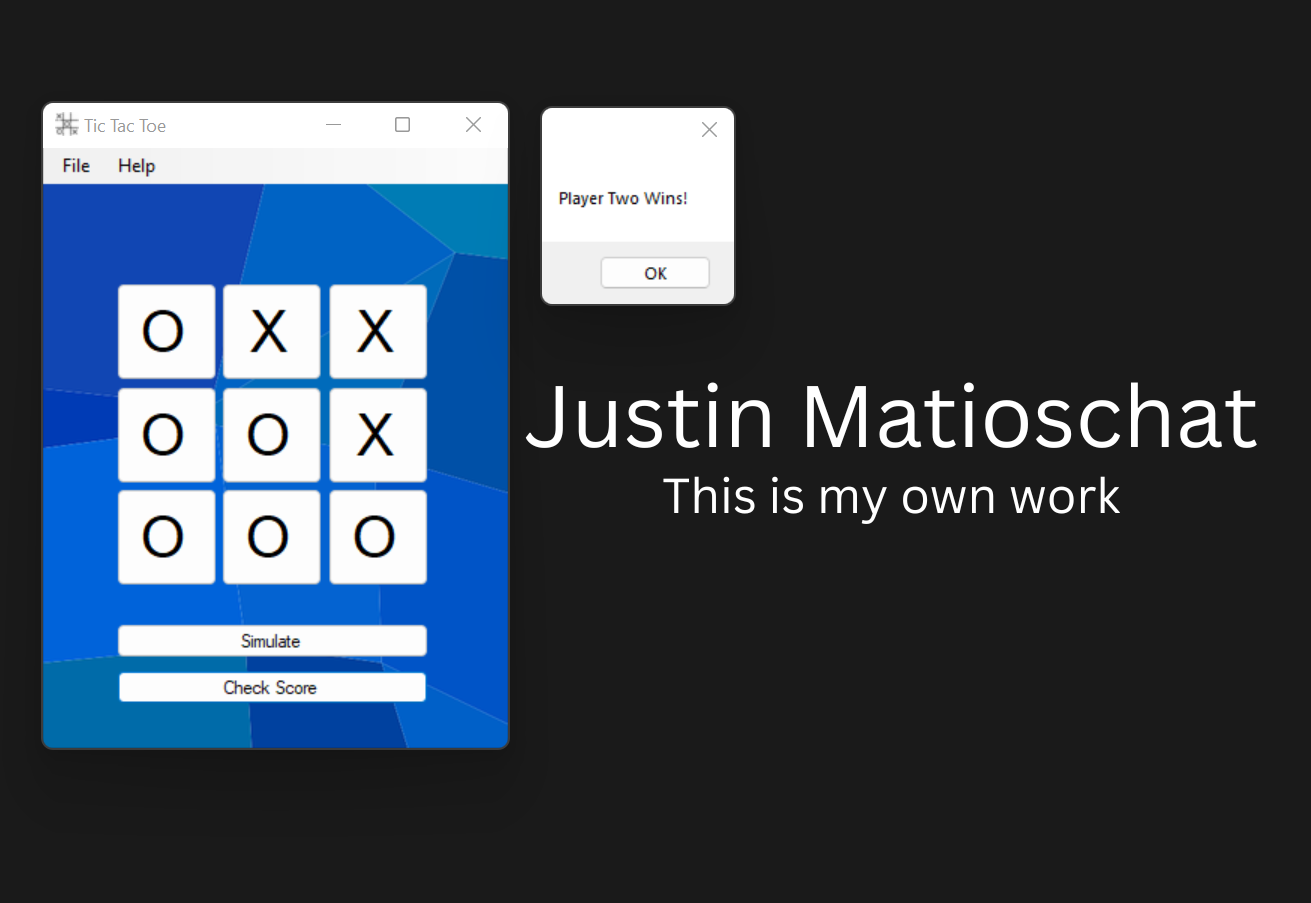 Tic Tac Toe
File Help
O X X
O O X
O O O
Simulate
Check Score
Player Two Wins!
OK
Justin Matioschat
This is my own work